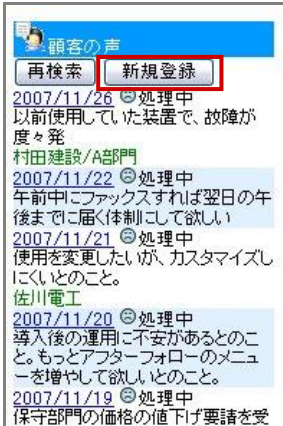 顧客の声
再検索 新規登録
2007/11/26 処理中
以前使用していた装置で、故障が
度々発
村田建設/A部門
2007/11/22 処理中
午前中にファックスすれば翌日の午
後までに届く体制にして欲しい
2007/11/21 処理中
使用を変更したいが、カスタマイズし
にくいとのこと。
佐川電工
2007/11/20 処理中
導入後の運用に不安があるとのこ
と。もっとアフターフォローのメニュ
ーを増やして欲しいとのこと。
2007/11/19 処理中
保守部門の価格の値下げ要請を受